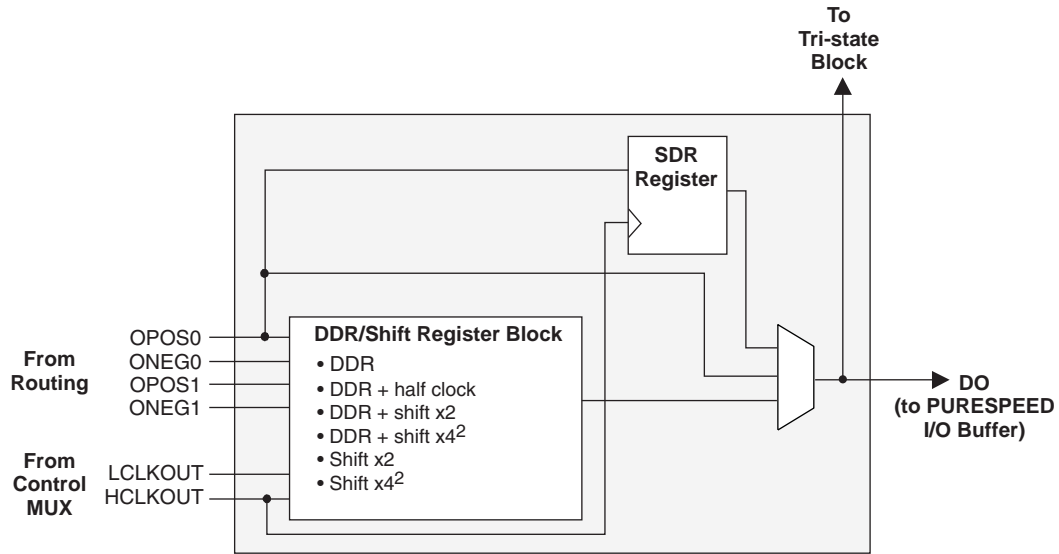 To
Tri-state
Block
SDR
Register
From
Routing
OPOS0
ONEG0
OPOS1
ONEG1
DDR/Shift Register Block
• DDR
• DDR + half clock
• DDR + shift x2
• DDR + shift x4²
• Shift x2
• Shift x4²
From
Control
MUX
LCLKOUT
HCLKOUT
DO
(to PURESPEED
I/O Buffer)